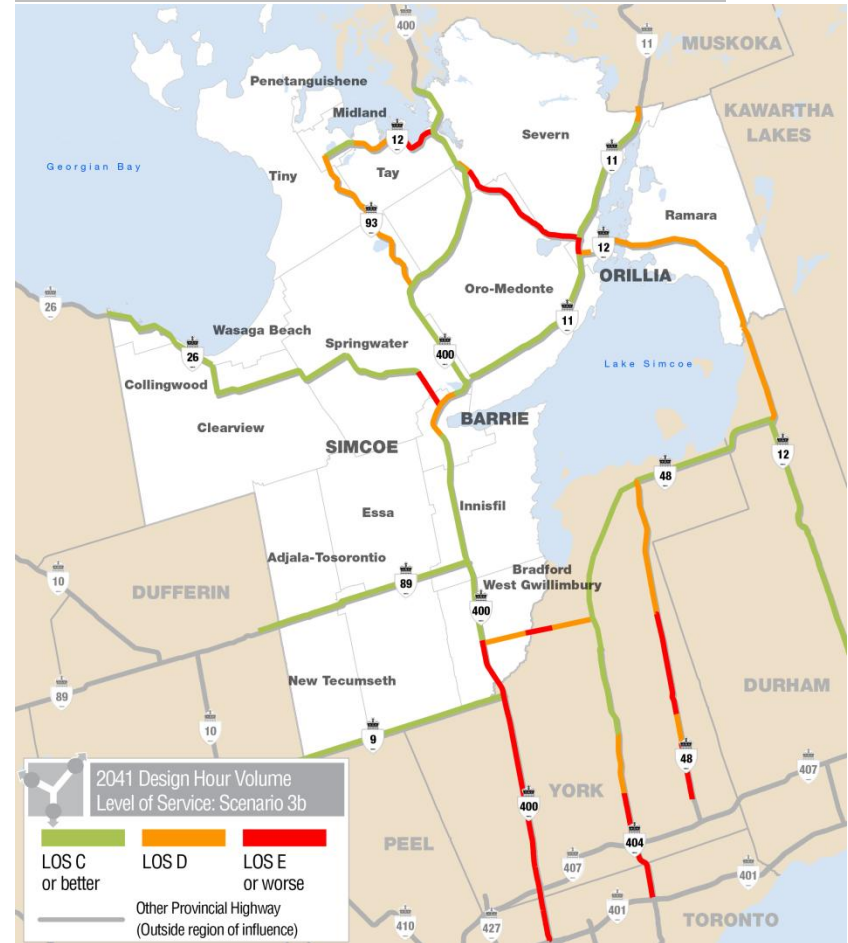 400
11
MUSKOKA
Penetanguishene
KAWARTHA
LAKES
Midland
Severn
12
Georgian Bay
Tay
11
Tiny
Ramara
93
12
ORILLIA
26
Oro-Medonte
Wasaga Beach
11
Springwater
26
400
Lake Simcoe
Collingwood
BARRIE
Clearview
SIMCOE
12
48
Innisfil
Essa
Adjala-Tosorontio
Bradford
West Gwillimbury
10
89
DUFFERIN
400
New Tecumseth
DURHAM
89
10
9
48
407
2041 Design Hour Volume
Level of Service: Scenario 3b
YORK
400
404
PEEL
LOS C
or better
LOS D
LOS E
or worse
407
401
Other Provincial Highway
(Outside region of influence)
410
427
401
TORONTO